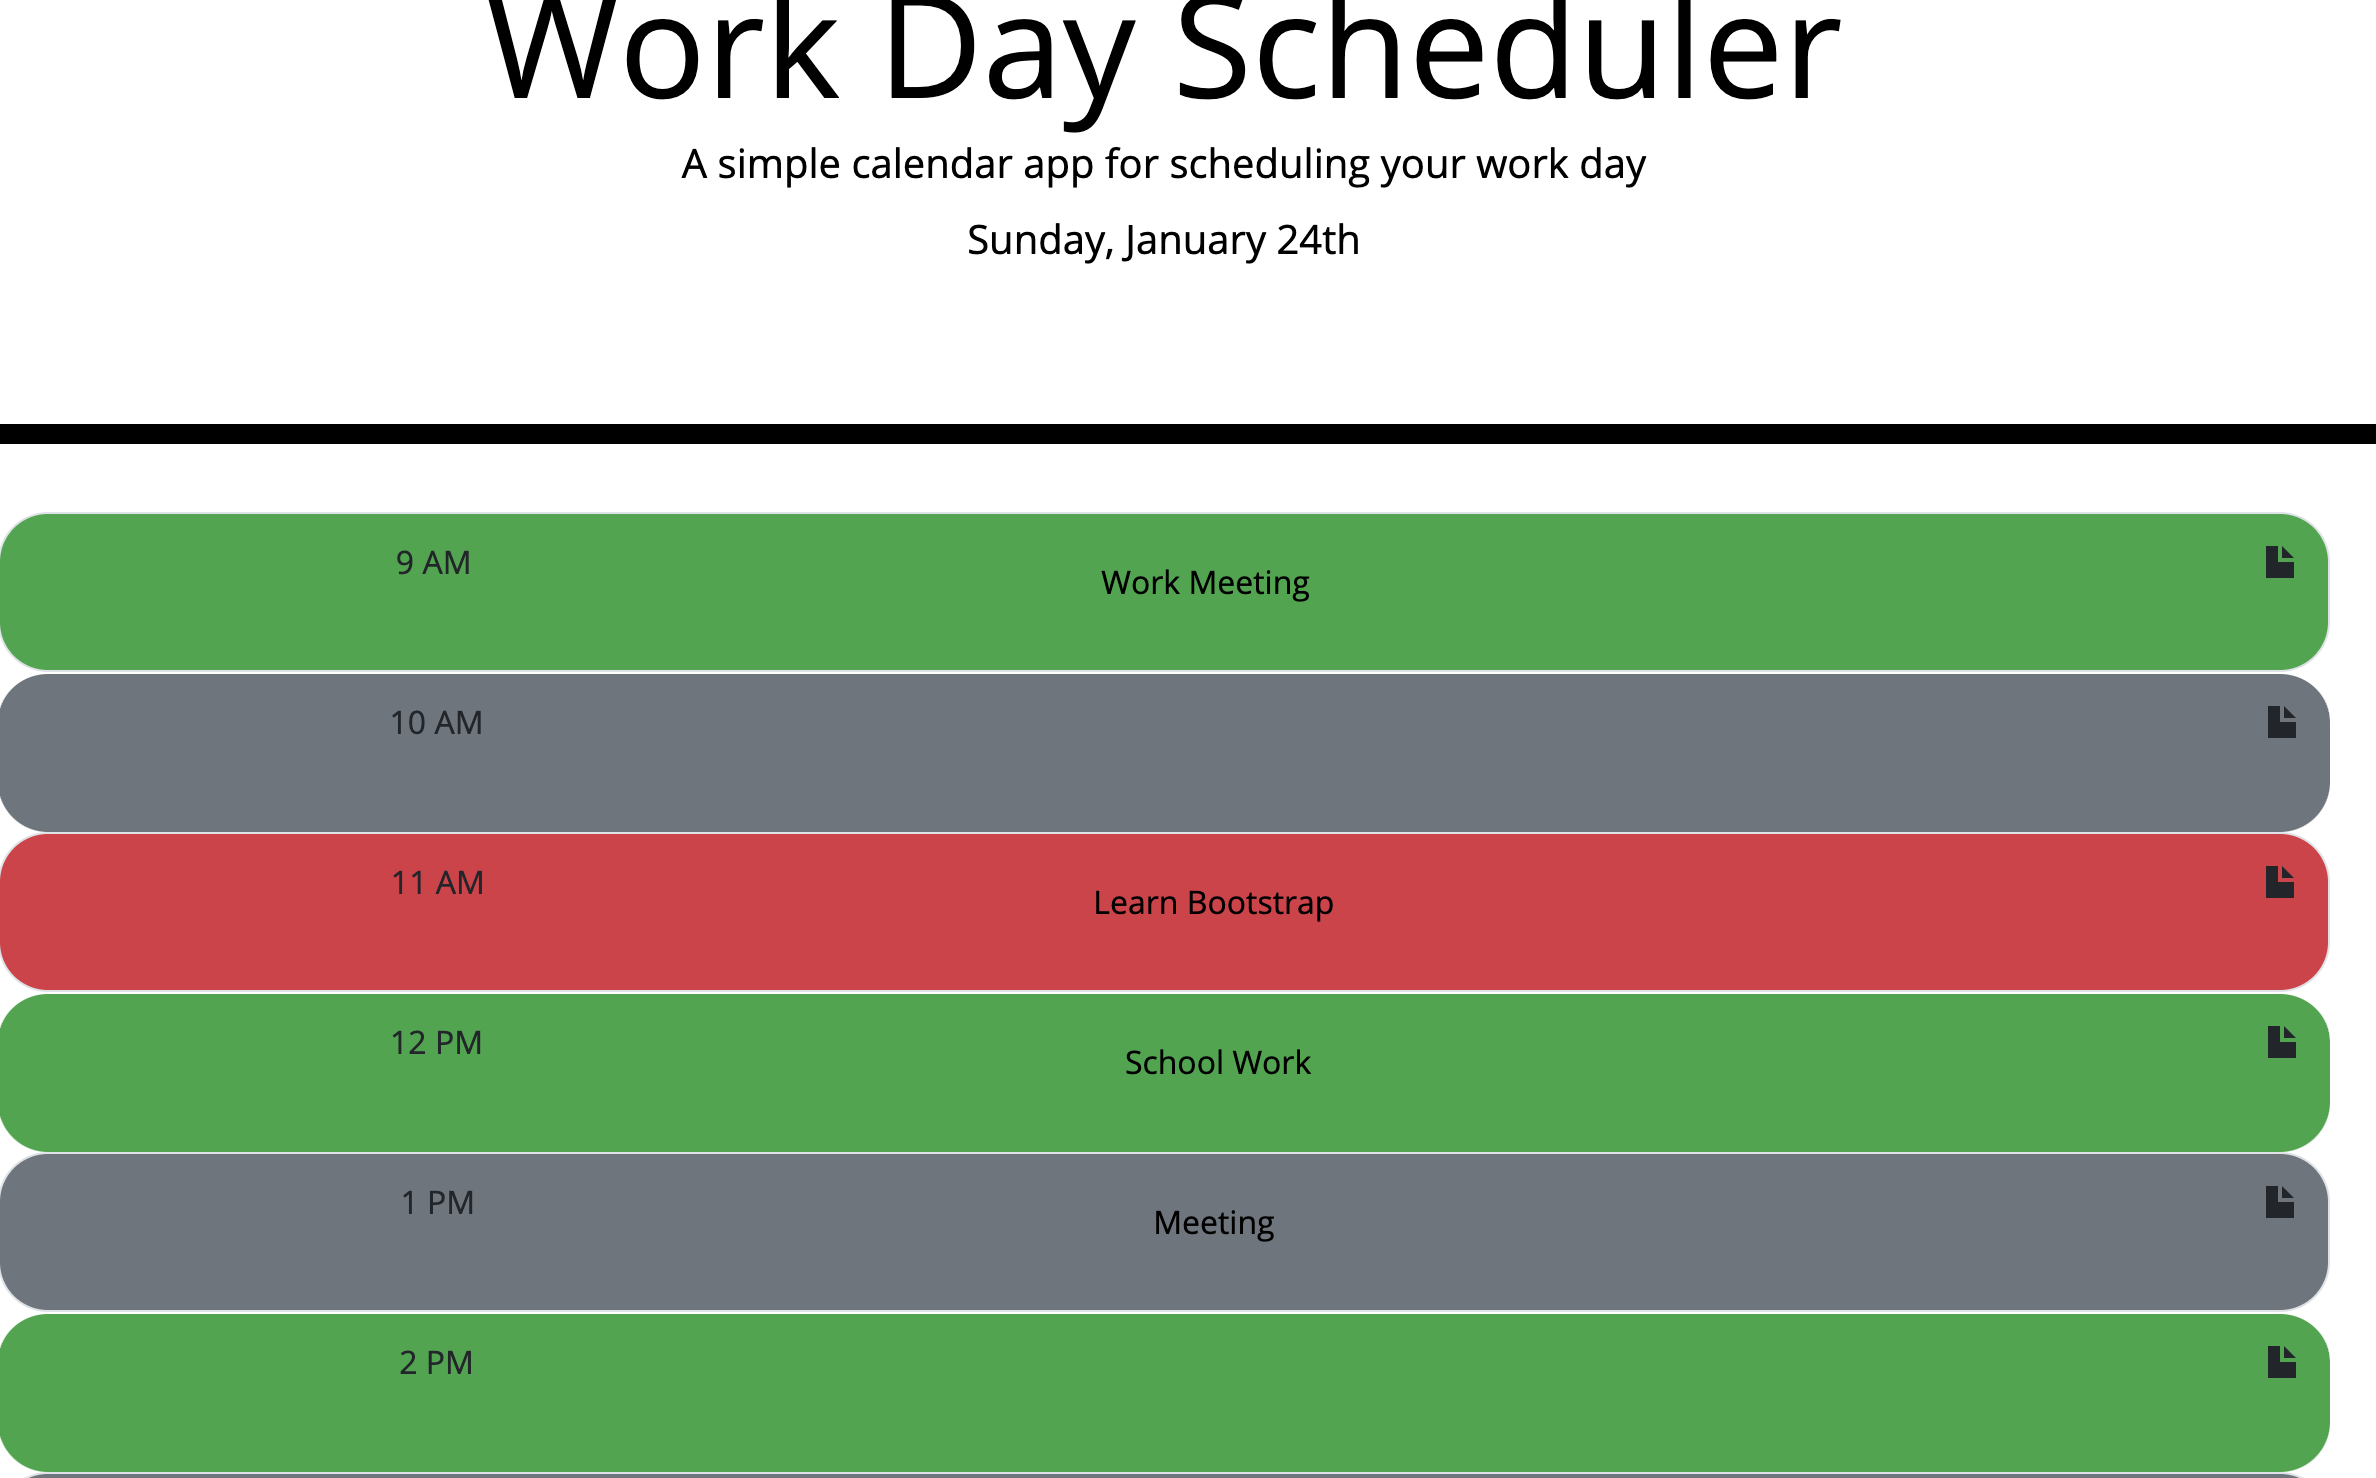 Work Day Scheduler
A simple calendar app for scheduling your work day
Sunday, January 24th
9 AM
Work Meeting
10 AM
11 AM
Learn Bootstrap
12 PM
School Work
1 PM
Meeting
2 PM